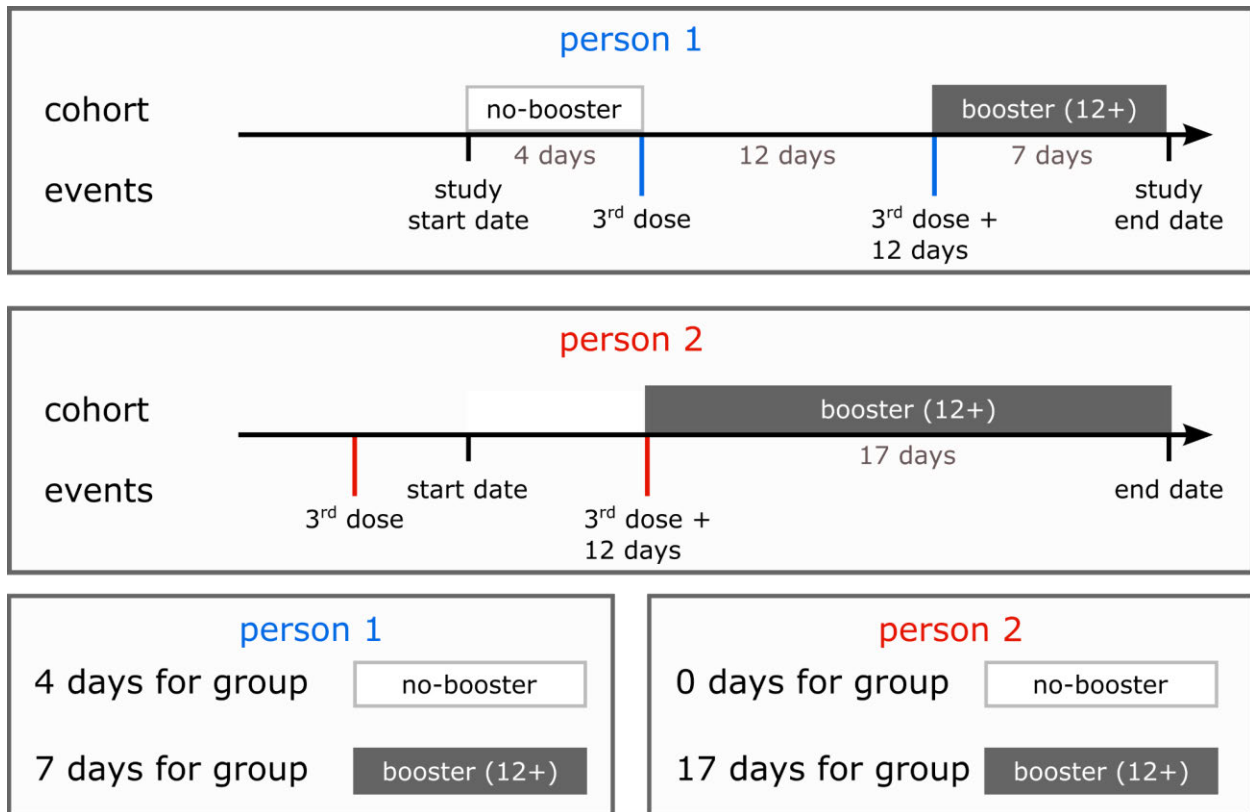 person 1
cohort
no-booster
booster (12+)
4 days
12 days
7 days
events
study
start date
3rd dose
3rd dose +
12 days
study
end date
person 2
cohort
booster (12+)
17 days
events
3rd dose
start date
3rd dose +
12 days
end date
person 1
4 days for group no-booster
7 days for group booster (12+)
person 2
0 days for group no-booster
17 days for group booster (12+)